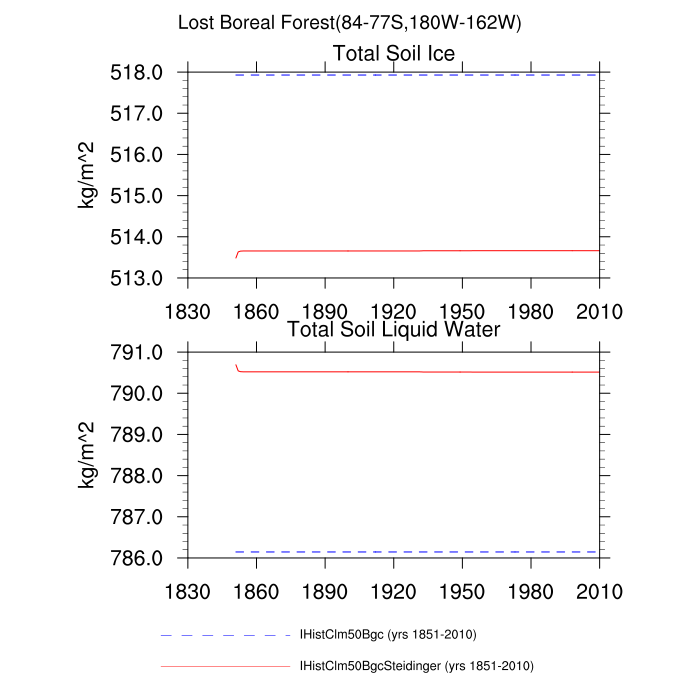 Lost Boreal Forest(84-77S,180W-162W)
Total Soil Ice
518.0
517.0
516.0
515.0
514.0
513.0
kg/m^2
1830 1860 1890 1920 1950 1980 2010
Total Soil Liquid Water
791.0
790.0
789.0
788.0
787.0
786.0
kg/m^2
1830 1860 1890 1920 1950 1980 2010
IHistClm50Bgc (yrs 1851-2010)
IHistClm50BgcSteidinger (yrs 1851-2010)